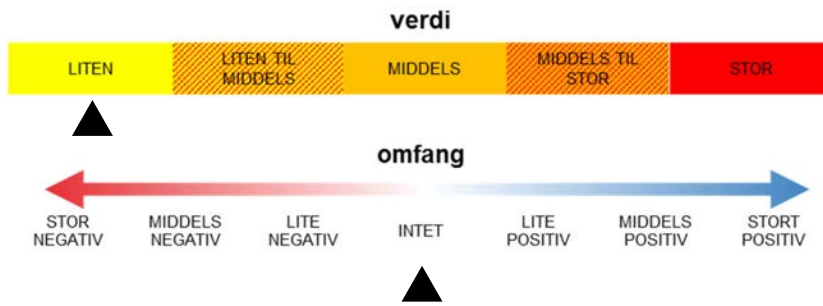 verdi
LITEN
LITEN TIL
MIDDELS
MIDDELS
MIDDELS TIL
STOR
STOR
omfang
STOR
NEGATIV
MIDDELS
NEGATIV
LITE
NEGATIV
INTET
LITE
POSITIV
MIDDELS
POSITIV
STORT
POSITIV